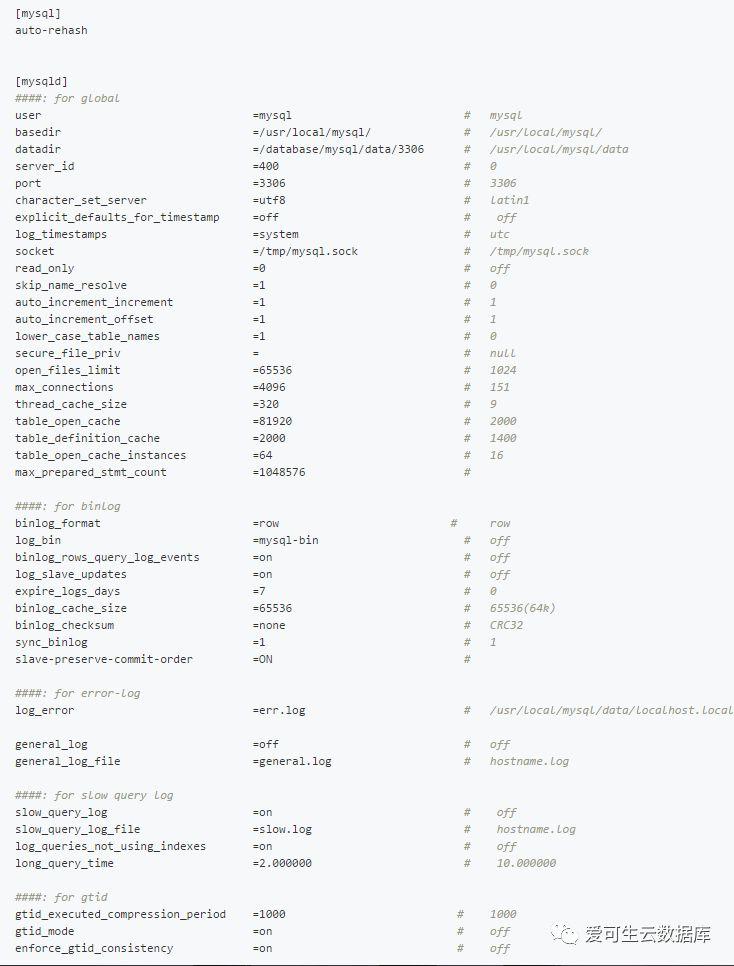 [mysql]
auto-rehash
[mysqld]
####: for global
user =mysql # mysql
basedir =/usr/local/mysql/ # /usr/local/mysql/
datadir =/database/mysql/data/3306 # /usr/local/mysql/data
server_id =400 # 0
port =3306 # 3306
character_set_server =utf8 # latin1
explicit_defaults_for_timestamp =off # off
log_timestamps =system # utc
socket =/tmp/mysql.sock # /tmp/mysql.sock
read_only =0 # off
skip_name_resolve =1 # 0
auto_increment_increment =1 # 1
auto_increment_offset =1 # 1
lower_case_table_names =1 # 0
secure_file_priv = # null
open_files_limit =65536 # 1024
max_connections =4096 # 151
thread_cache_size =320 # 9
table_open_cache =81920 # 2000
table_definition_cache =2000 # 1400
table_open_cache_instances =64 # 16
max_prepared_stmt_count =1048576 #
####: for binlog
binlog_format =row # row
log_bin =mysql-bin # off
binlog_rows_query_log_events =on # off
log_slave_updates =on # off
expire_logs_days =7 # 0
binlog_cache_size =65536 # 65536(64k)
binlog_checksum =none # CRC32
sync_binlog =1 # 1
slave-preserve-commit-order =ON #
####: for error-log
log_error =err.log # /usr/local/mysql/data/localhost.local
general_log =off # off
general_log_file =general.log # hostname.log
####: for slow query log
slow_query_log =on # off
slow_query_log_file =slow.log # hostname.log
log_queries_not_using_indexes =on # off
long_query_time =2.000000 # 10.000000
####: for gtid
gtid_executed_compression_period =1000 # 1000
gtid_mode =on # off
enforce_gtid_consistency =on # off
爱可生云数据库